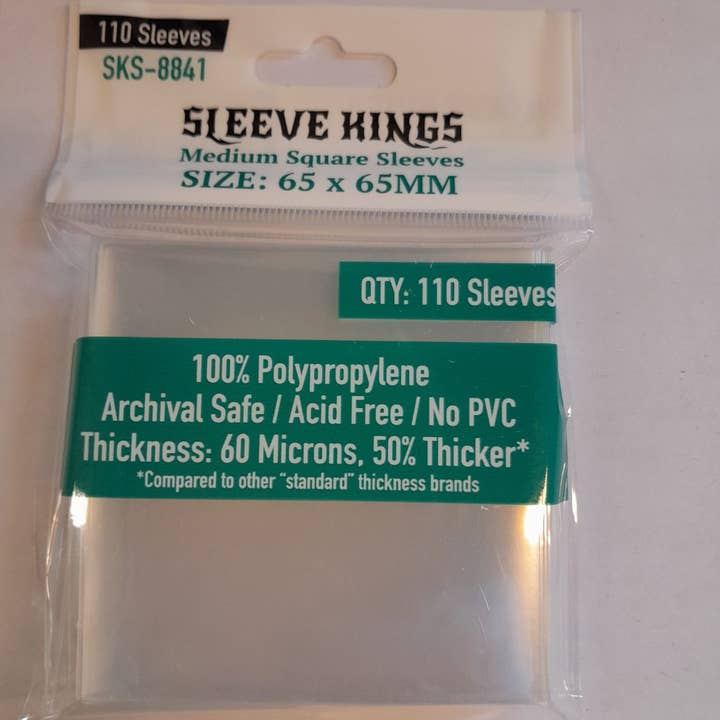 110 Sleeves
SKS-8841
SLEEVE KINGS
Medium Square Sleeves
SIZE: 65 x 65MM
QTY: 110 Sleeves
100% Polypropylene
Archival Safe / Acid Free / No PVC
Thickness: 60 Microns, 50% Thicker*
*Compared to other “standard” thickness brands